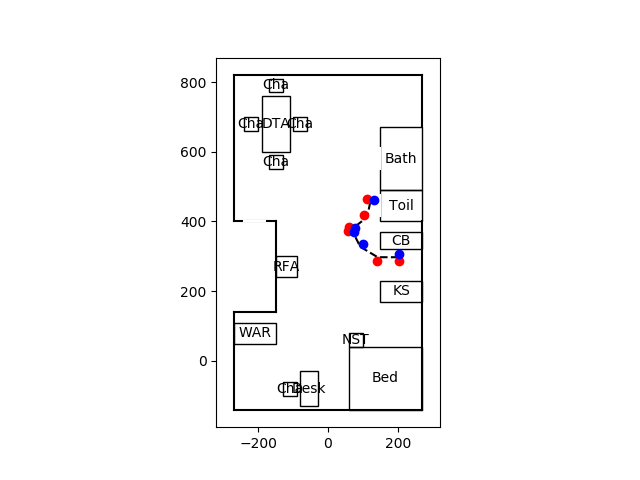 800
Cha
Cha DTA Cha
600
Cha
Bath
Toil
400
CB
RFA
200
KS
WAR
NST
0
Bed
Cha Desk
−200 0 200